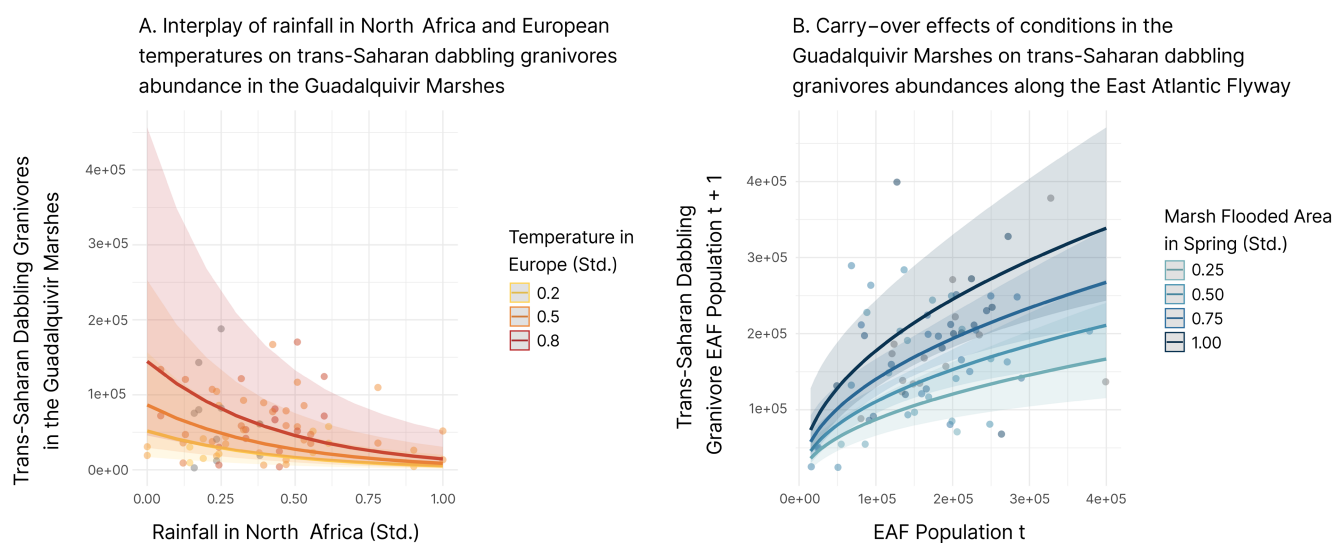 A. Interplay of rainfall in North Africa and European
temperatures on trans-Saharan dabbling granivores
abundance in the Guadalquivir Marshes
Trans-Saharan Dabbling Granivores
in the Guadalquivir Marshes
4e+05
3e+05
2e+05
1e+05
0e+00
0.00 0.25 0.50 0.75 1.00
Rainfall in North Africa (Std.)
Temperature in
Europe (Std.)
0.2
0.5
0.8
B. Carry-over effects of conditions in the
Guadalquivir Marshes on trans-Saharan dabbling
granivores abundances along the East Atlantic Flyway
Trans-Saharan Dabbling
Granivore EAF Population t + 1
4e+05
3e+05
2e+05
1e+05
0e+00 1e+05 2e+05 3e+05 4e+05
EAF Population t
Marsh Flooded Area
in Spring (Std.)
0.25
0.50
0.75
1.00